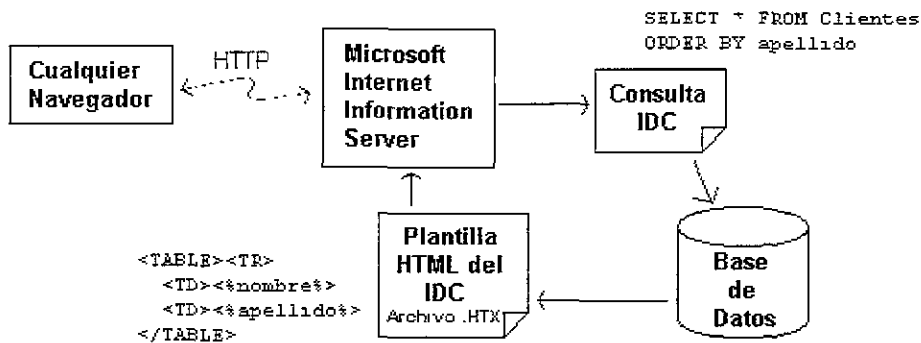 SELECT * FROM Clientes
ORDER BY apellido
Cualquier
Navegador
HTTP
Microsoft
Internet
Information
Server
Consulta
IDC
Plantilla
HTML del
IDC
Archivo .HTX
<TABLE><TR>
<TD><%nombre%>
<TD><%apellido%>
</TABLE>
Base
de
Datos